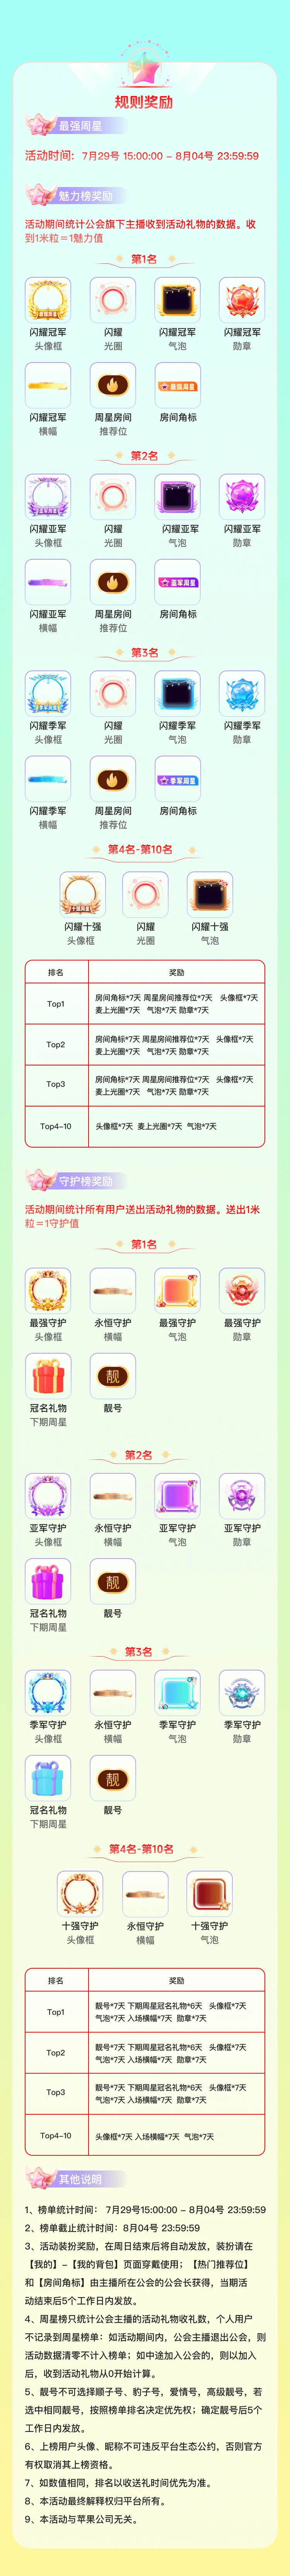 规则奖励
最强周星
活动时间：7月29号 15:00:00 - 8月04号 23:59:59
魅力榜奖励
活动期间统计公会旗下主播收到活动礼物的数据。收
到1米粒＝1魅力值
第1名
闪耀冠军 闪耀 闪耀冠军 闪耀冠军
头像框 光圈 气泡 勋章
最强周星
闪耀冠军 周星房间 房间角标
横幅 推荐位
第2名
闪耀亚军 闪耀 闪耀亚军 闪耀亚军
头像框 光圈 气泡 勋章
亚军周星
闪耀亚军 周星房间 房间角标
横幅 推荐位
第3名
闪耀季军 闪耀 闪耀季军 闪耀季军
头像框 光圈 气泡 勋章
季军周星
闪耀季军 周星房间 房间角标
横幅 推荐位
第4名-第10名
闪耀十强 闪耀 闪耀十强
头像框 光圈 气泡
排名 奖励
Top1 房间角标*7天 周星房间推荐位*7天 头像框*7天
麦上光圈*7天 气泡*7天 勋章*7天
Top2 房间角标*7天 周星房间推荐位*7天 头像框*7天
麦上光圈*7天 气泡*7天 勋章*7天
Top3 房间角标*7天 周星房间推荐位*7天 头像框*7天
麦上光圈*7天 气泡*7天 勋章*7天
Top4-10 头像框*7天 麦上光圈*7天 气泡*7天
守护榜奖励
活动期间统计所有用户送出活动礼物的数据。送出1米
粒＝1守护值
第1名
最强守护 永恒守护 最强守护 最强守护
头像框 横幅 气泡 勋章
靓
冠名礼物 靓号
下期周星
第2名
亚军守护 永恒守护 亚军守护 亚军守护
头像框 横幅 气泡 勋章
靓
冠名礼物 靓号
下期周星
第3名
季军守护 永恒守护 季军守护 季军守护
头像框 横幅 气泡 勋章
靓
冠名礼物 靓号
下期周星
第4名-第10名
十强守护 永恒守护 十强守护
头像框 横幅 气泡
排名 奖励
Top1 靓号*7天 下期周星冠名礼物*6天 头像框*7天
气泡*7天 入场横幅*7天 勋章*7天
Top2 靓号*7天 下期周星冠名礼物*6天 头像框*7天
气泡*7天 入场横幅*7天 勋章*7天
Top3 靓号*7天 下期周星冠名礼物*6天 头像框*7天
气泡*7天 入场横幅*7天 勋章*7天
Top4-10 头像框*7天 入场横幅*7天 气泡*7天
其他说明
1、榜单统计时间： 7月29号15:00:00 - 8月04号 23:59:59
2、榜单截止统计时间：8月04号 23:59:59
3、活动装扮奖励，在周日结束后将自动发放，装扮请在
【我的】-【我的背包】页面穿戴使用；【热门推荐位】
和【房间角标】由主播所在公会的公会长获得，当期活
动结束后5个工作日内发放。
4、周星榜只统计公会主播的活动礼物收礼数，个人用户
不记录到周星榜单：如活动期间内，公会主播退出公会，则
活动数据清零不计入榜单；如中途加入公会的，则以加入
后，收到活动礼物从0开始计算。
5、靓号不可选择顺子号、豹子号，爱情号，高级靓号，若
选中相同靓号，按照榜单排名决定优先权；确定靓号后5个
工作日内发放。
6、上榜用户头像、昵称不可违反平台生态公约，否则官方
有权取消其上榜资格。
7、如数值相同，排名以收送礼时间优先为准。
8、本活动最终解释权归平台所有。
9、本活动与苹果公司无关。